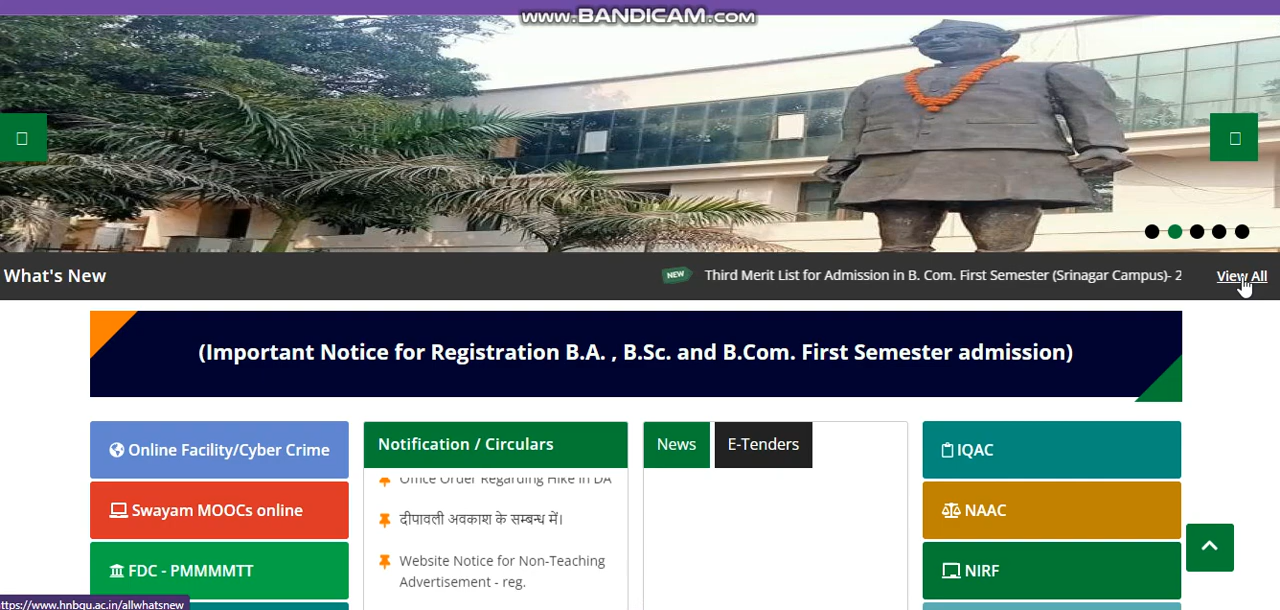 www.BANDICAM.com
What's New
NEW
Third Merit List for Admission in B. Com. First Semester (Srinagar Campus)- 2
View All
(Important Notice for Registration B.A. , B.Sc. and B.Com. First Semester admission)
Online Facility/Cyber Crime
Swayam MOOCs online
FDC - PMMMMTT
Notification / Circulars
Office Order Regarding Hike in DA
दीपावली अवकाश के सम्बन्ध में।
Website Notice for Non-Teaching
Advertisement - reg.
News
E-Tenders
IQAC
NAAC
NIRF
ttps://www.hnbgu.ac.in/allwhatsnew